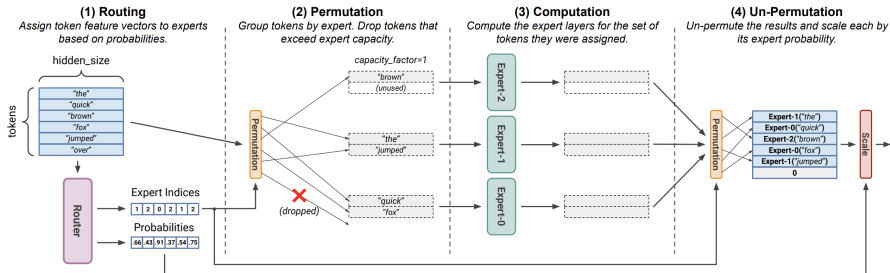 (1) Routing
Assign token feature vectors to experts
based on probabilities.
hidden_size
tokens
"the"
"quick"
"brown"
"fox"
"jumped"
"over"
Router
Expert Indices
1 2 0 2 1 2
Probabilities
.66 .43 .91 .37 .54 .75
(2) Permutation
Group tokens by expert. Drop tokens that
exceed expert capacity.
capacity_factor=1
Permutation
(dropped)
"brown"
(unused)
"the"
"jumped"
"quick"
"fox"
(3) Computation
Compute the expert layers for the set of
tokens they were assigned.
Expert-2
Expert-1
Expert-0
(4) Un-Permutation
Un-permute the results and scale each by
its expert probability.
Permutation
Expert-1("the")
Expert-0("quick")
Expert-2("brown")
Expert-0("fox")
Expert-1("jumped")
0
Scale